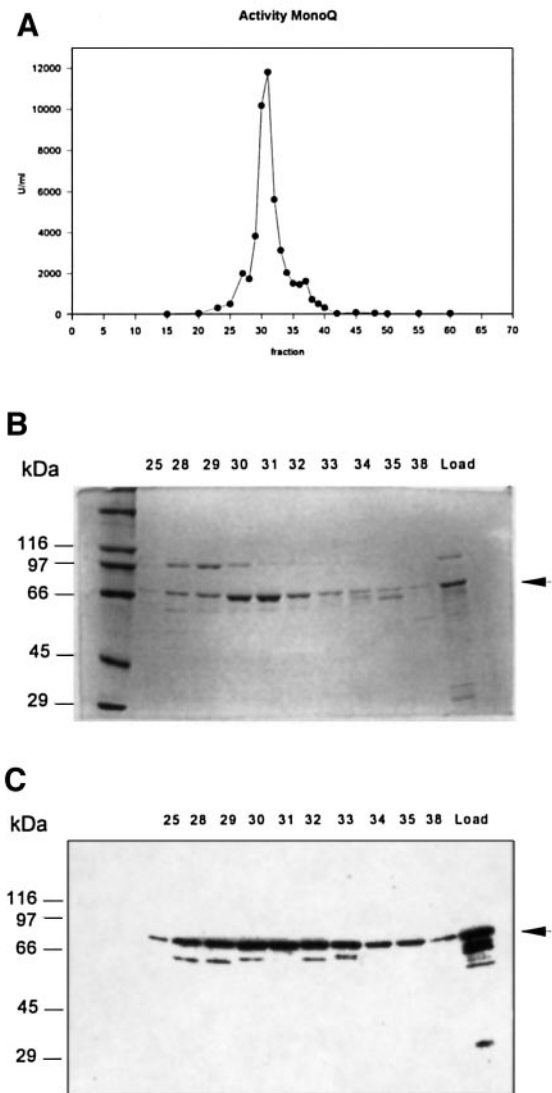 A
Activity MonoQ
12000
10000
8000
6000
4000
2000
0
U/ml
0 5 10 15 20 25 30 35 40 45 50 55 60 65 70
fraction
B
kDa
25 28 29 30 31 32 33 34 35 38 Load
116
97
66
45
29
C
kDa
25 28 29 30 31 32 33 34 35 38 Load
116
97
66
45
29